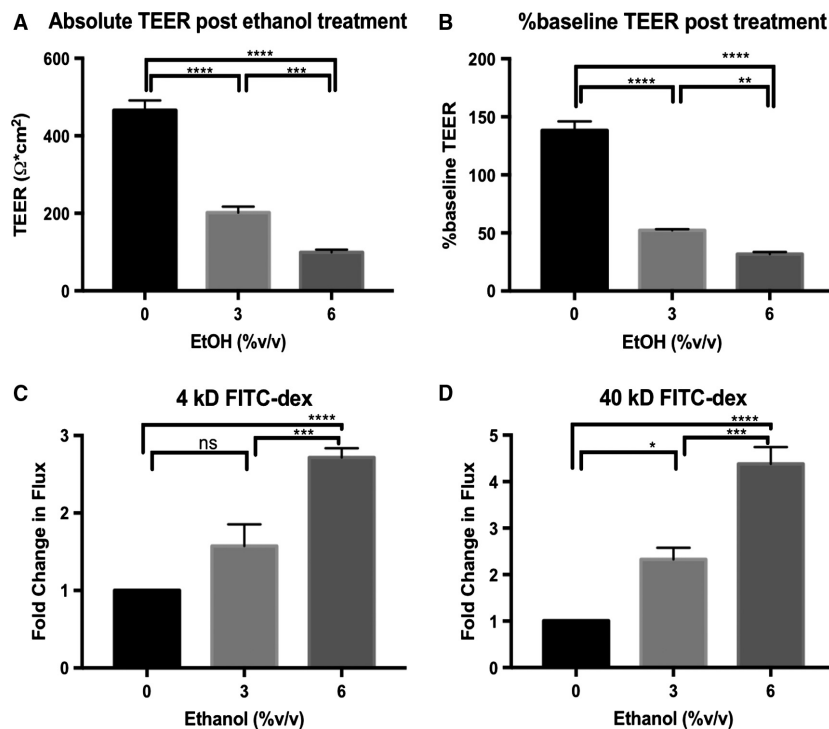 A Absolute TEER post ethanol treatment
TEER (Ω*cm2)
600
400
200
0
****
**** ***
0 3 6
EtOH (%v/v)
B %baseline TEER post treatment
%baseline TEER
200
150
100
50
0
****
**** **
0 3 6
EtOH (%v/v)
C 4 kD FITC-dex
Fold Change in Flux
3
2
1
0
****
ns ***
0 3 6
Ethanol (%v/v)
D 40 kD FITC-dex
Fold Change in Flux
5
4
3
2
1
0
****
* ***
0 3 6
Ethanol (%v/v)